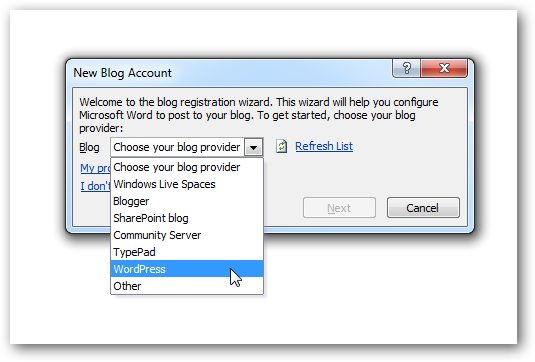 New Blog Account
?
Welcome to the blog registration wizard. This wizard will help you configure
Microsoft Word to post to your blog. To get started, choose your blog
provider:
Blog Choose your blog provider Refresh List
My pro
Choose your blog provider
I don't
Windows Live Spaces
Blogger
SharePoint blog
Community Server
TypePad
WordPress
Other
Next Cancel